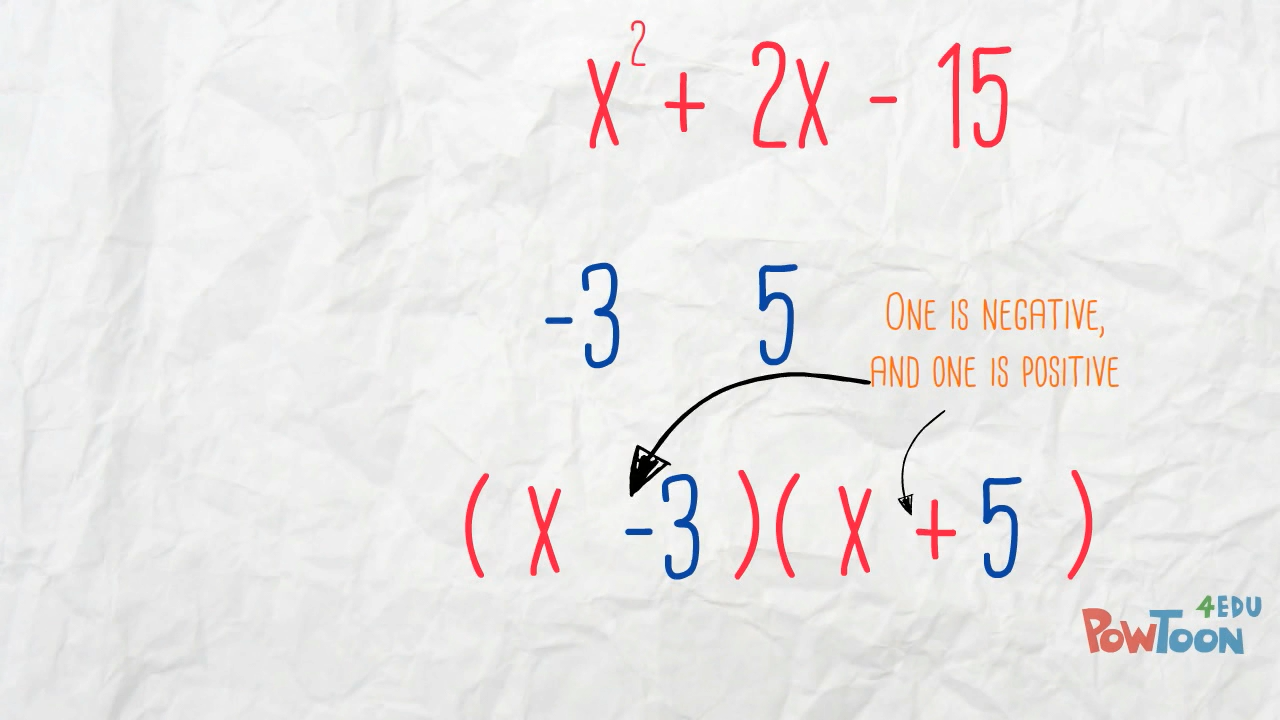 x² + 2x - 15
-3 5
One is negative,
and one is positive
( x -3 )( x + 5 )
4EDU
PowToon